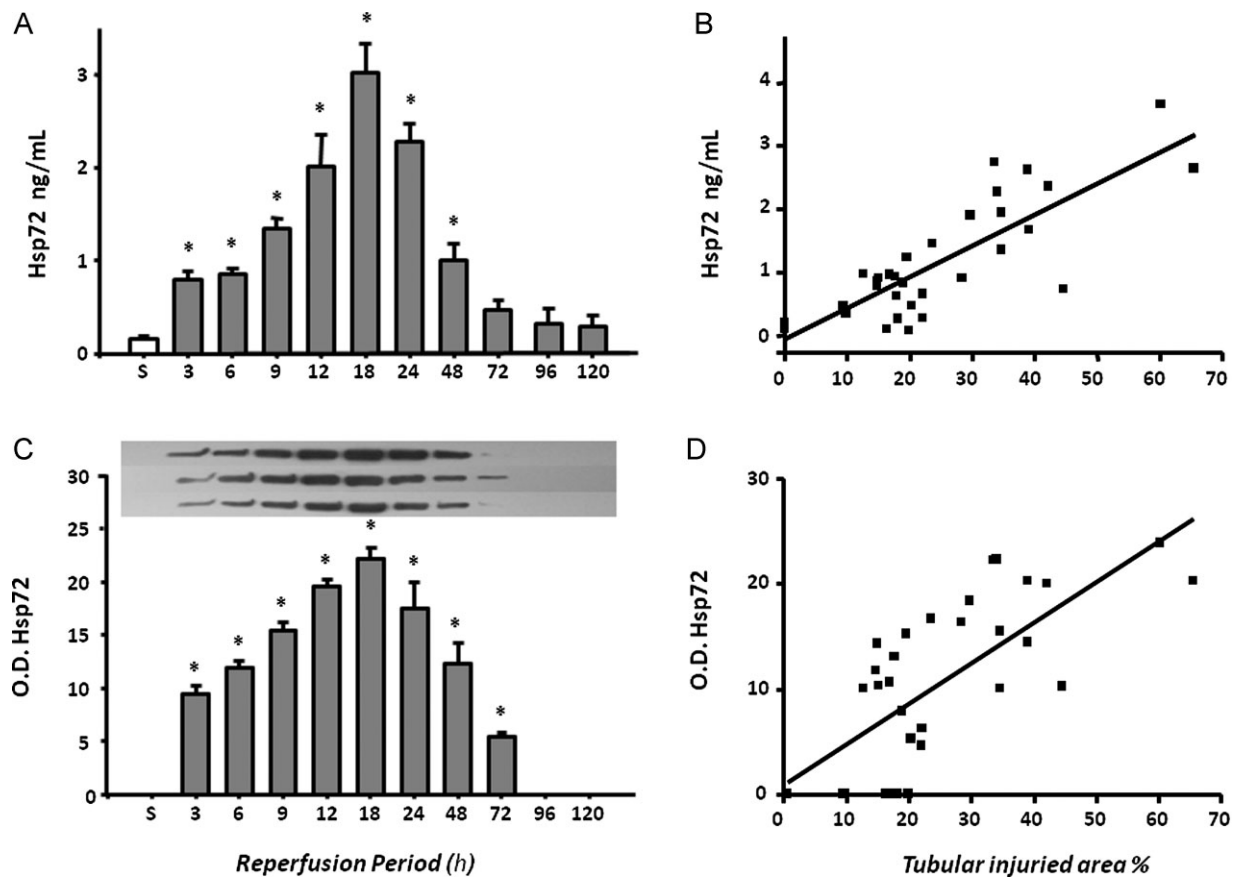 A
Hsp72 ng/mL
3
2
1
0
* * * * * * *
S 3 6 9 12 18 24 48 72 96 120
B
Hsp72 ng/mL
4
3
2
1
0
0 10 20 30 40 50 60 70
C
O.D. Hsp72
30
25
20
15
10
5
0
* * * * * * * *
S 3 6 9 12 18 24 48 72 96 120
Reperfusion Period (h)
D
O.D. Hsp72
30
20
10
0
0 10 20 30 40 50 60 70
Tubular injuried area %